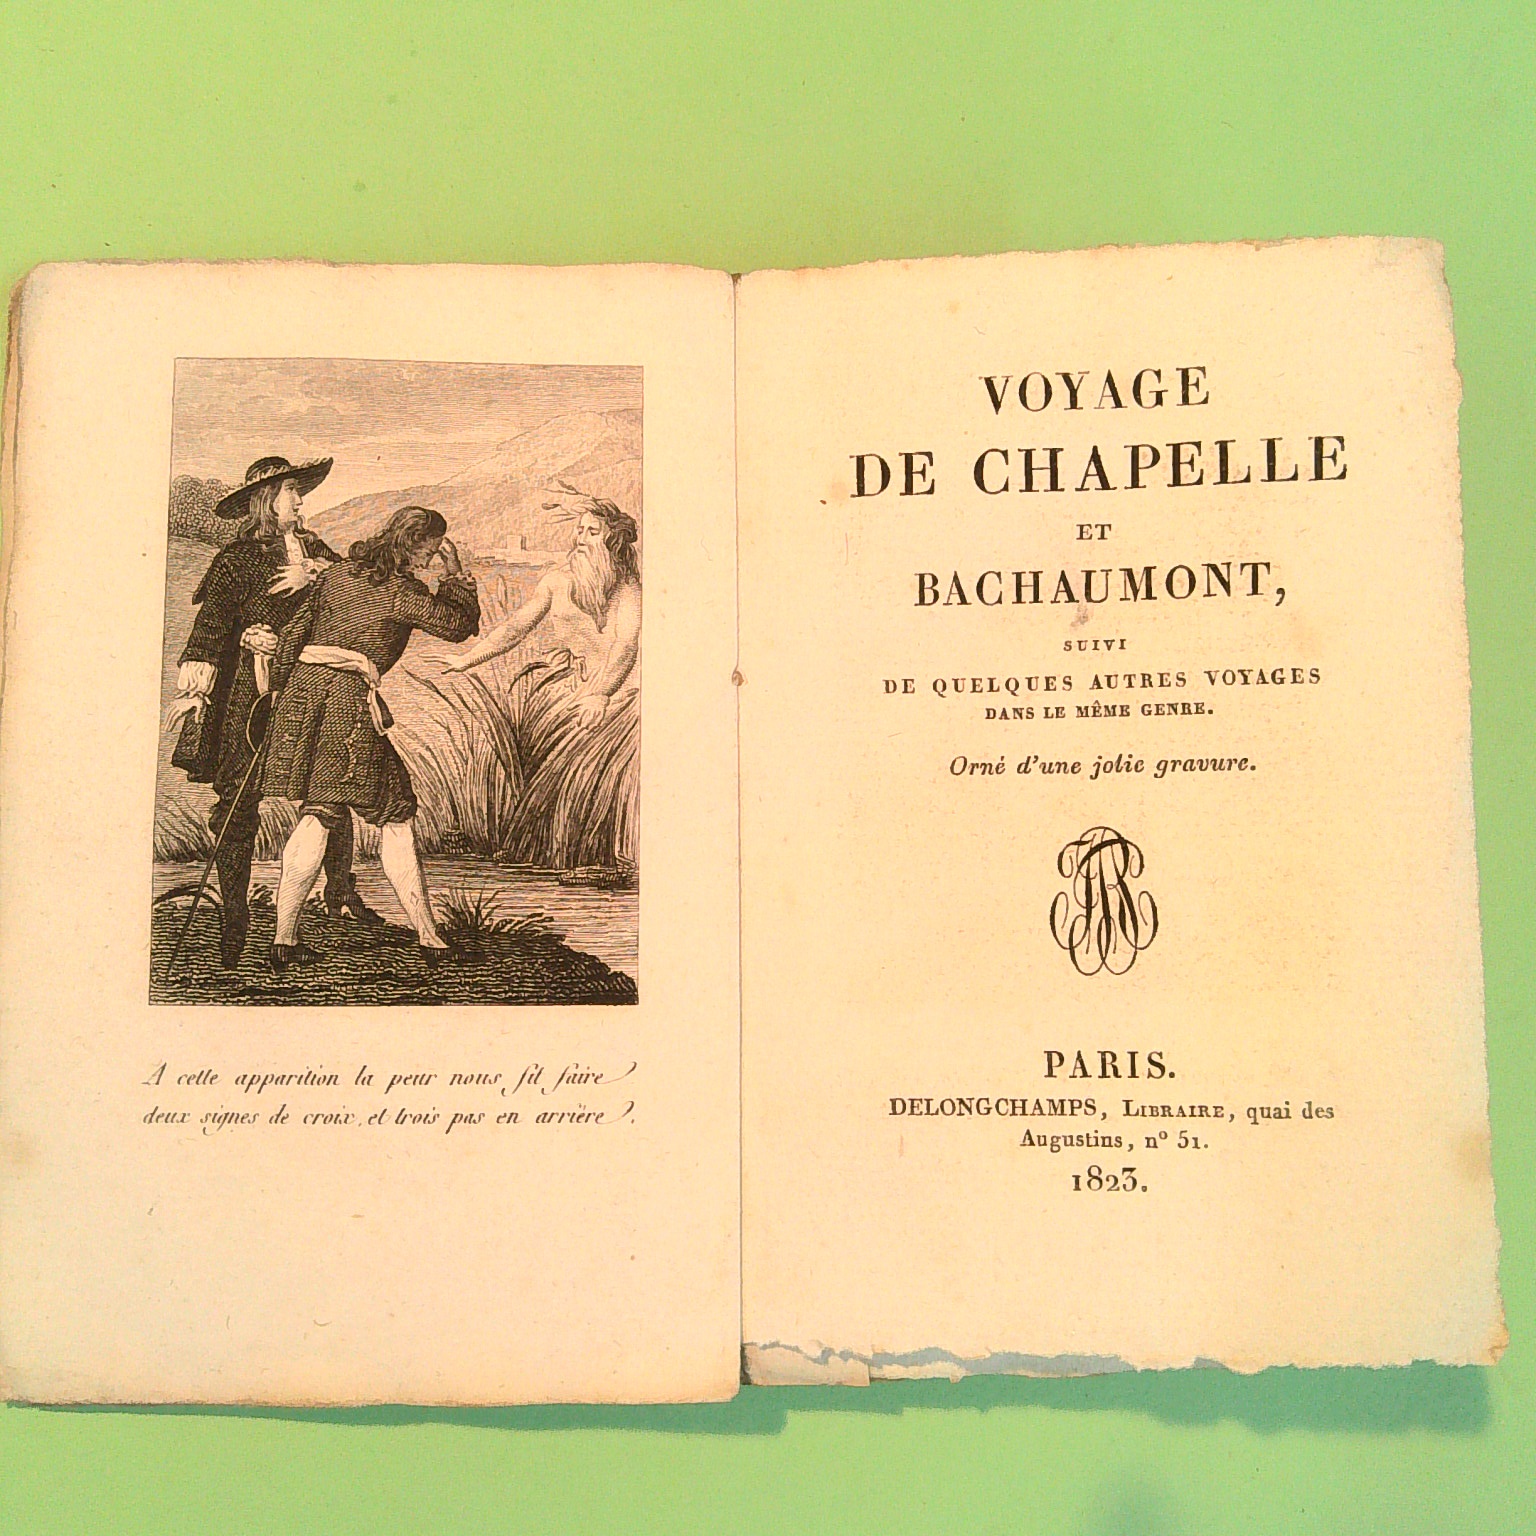 A cette apparition la peur nous fit faire
deux signes de croix, et trois pas en arrière.
VOYAGE
DE CHAPELLE
ET
BACHAUMONT,
SUIVI
DE QUELQUES AUTRES VOYAGES
DANS LE MÊME GENRE.
Orné d'une jolie gravure.
PARIS.
DELONGCHAMPS, LIBRAIRE, quai des
Augustins, nº 51.
1823.